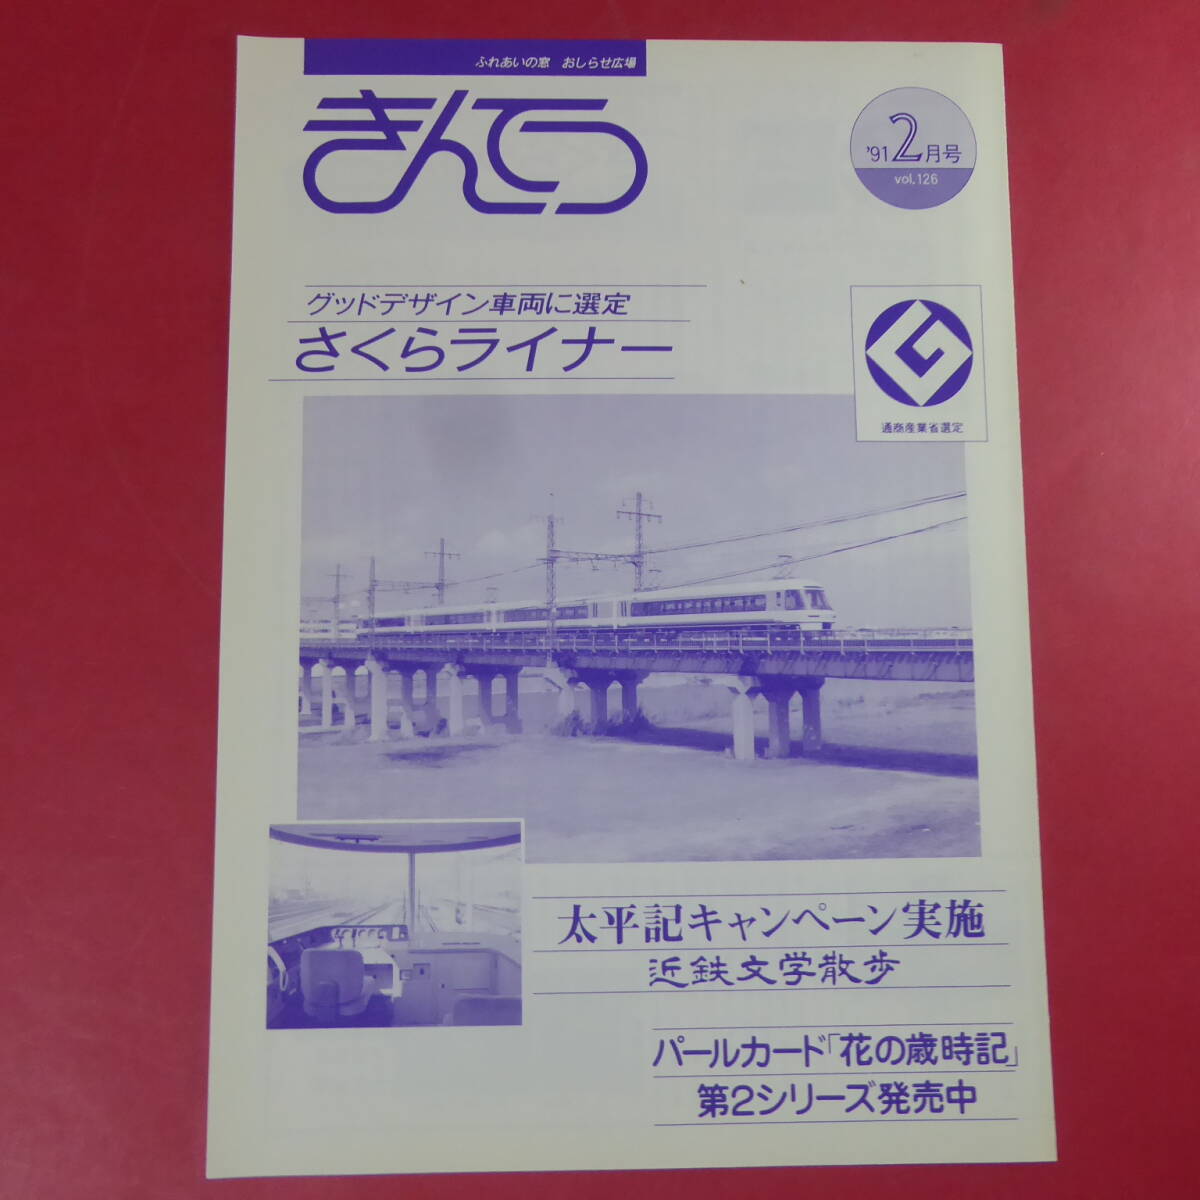 ふれあいの窓　おしらせ広場
きんてつ
'91 2月号
vol.126
グッドデザイン車両に選定
さくらライナー
通商産業省選定
太平記キャンペーン実施
近鉄文学散歩
パールカード「花の歳時記」
第2シリーズ発売中